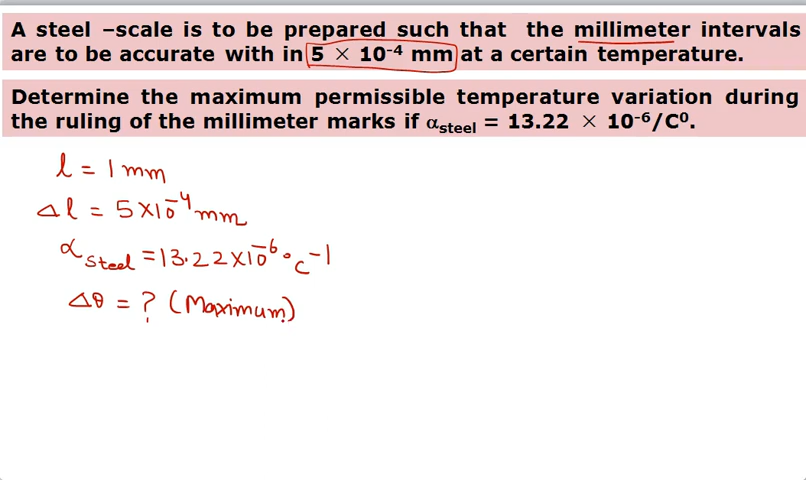 A steel –scale is to be prepared such that the millimeter intervals
are to be accurate with in 5 × 10⁻⁴ mm at a certain temperature.
Determine the maximum permissible temperature variation during
the ruling of the millimeter marks if αsteel = 13.22 × 10⁻⁶/C⁰.
l = 1 mm
Δl = 5×10⁻⁴ mm
αsteel = 13.22×10⁻⁶ °C⁻¹
Δθ = ? (Maximum)